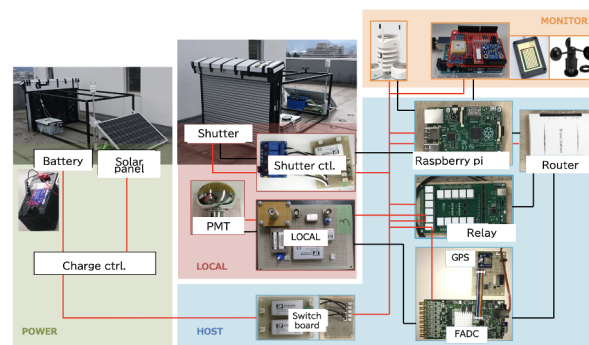 MONITOR
Shutter
Battery
Solar
panel
Shutter ctl.
Raspberry pi
Router
PMT
LOCAL
Relay
GPS
LOCAL
Charge ctrl.
Switch
board
FADC
POWER
HOST